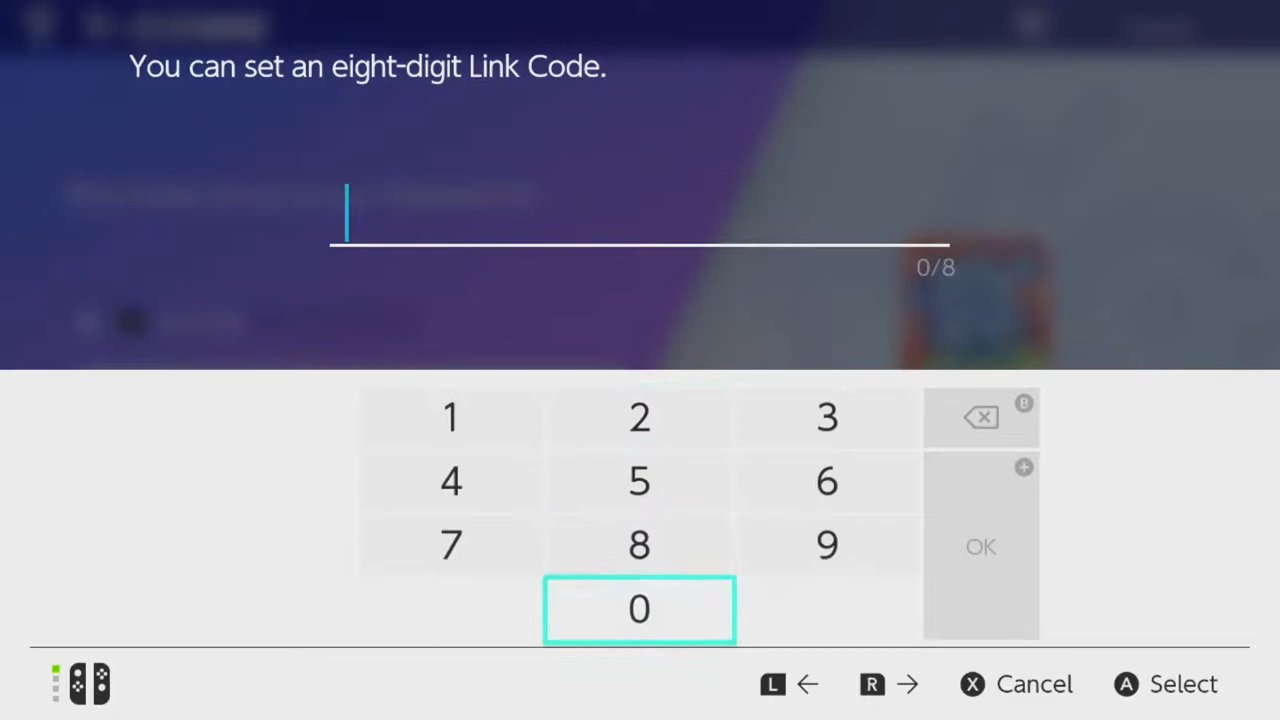 You can set an eight-digit Link Code.
0/8
1 2 3 B
4 5 6 +
7 8 9 OK
0
L ← R → X Cancel A Select